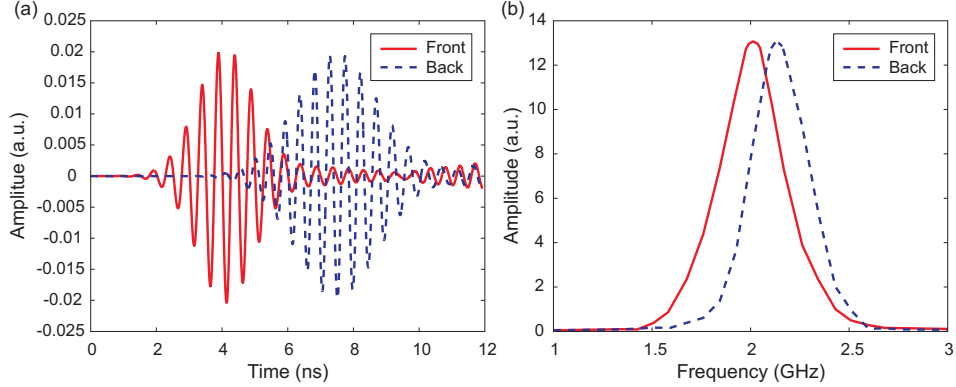 (a)
0.025
0.02
0.015
0.01
0.005
0
-0.005
-0.01
-0.015
-0.02
-0.025
Amplitue (a.u.)
0 2 4 6 8 10 12
Time (ns)
Front
Back
(b)
14
12
10
8
6
4
2
0
Amplitude (a.u.)
1 1.5 2 2.5 3
Frequency (GHz)
Front
Back